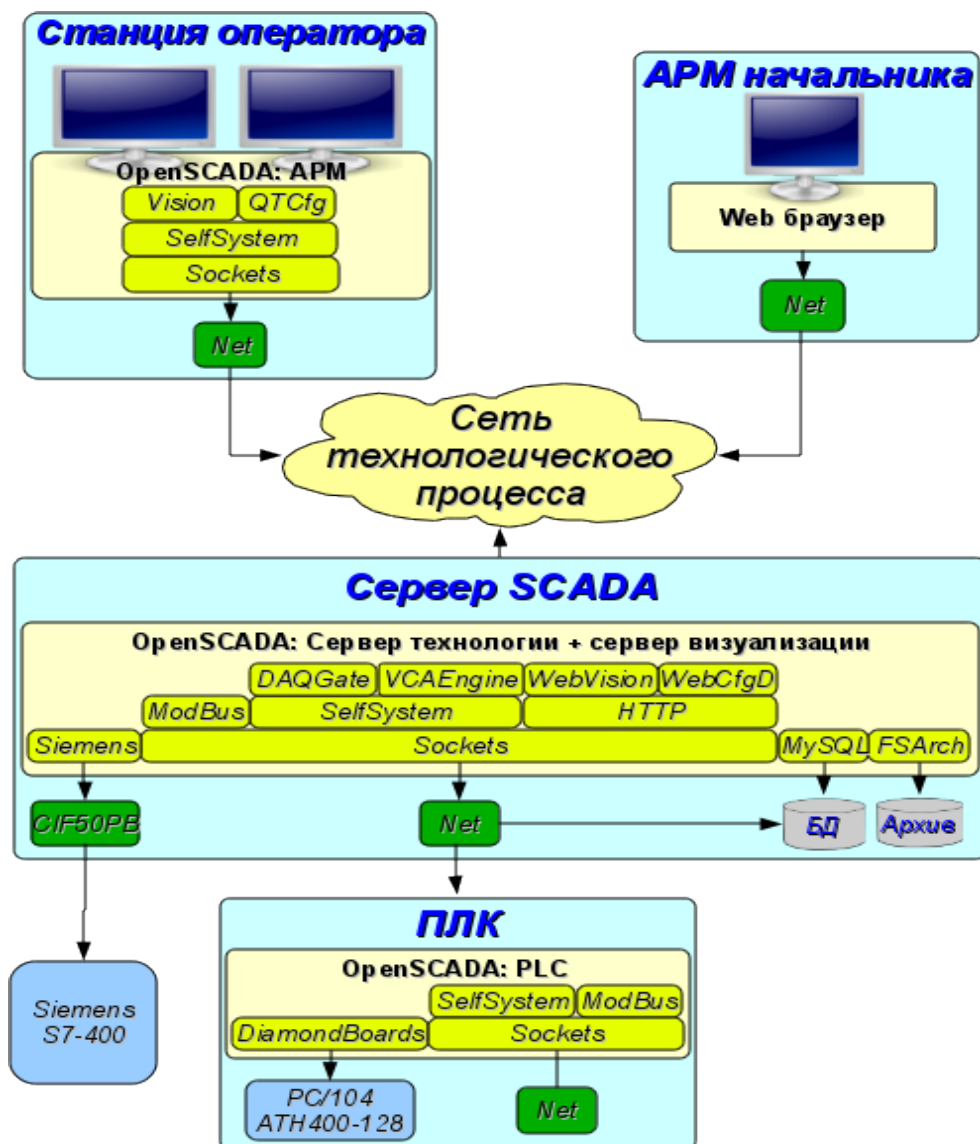 Станция оператора
OpenSCADA: АРМ
Vision
QTCfg
SelfSystem
Sockets
Net
АРМ начальника
Web браузер
Net
Сеть
технологического
процесса
Сервер SCADA
OpenSCADA: Сервер технологии + сервер визуализации
DAQGate
VCAEngine
WebVision
WebCfgD
ModBus
SelfSystem
HTTP
Siemens
Sockets
MySQL
FSArch
CIF50PB
Net
БД
Архив
ПЛК
OpenSCADA: PLC
SelfSystem
ModBus
DiamondBoards
Sockets
PC/104
ATH400-128
Net
Siemens
S7-400